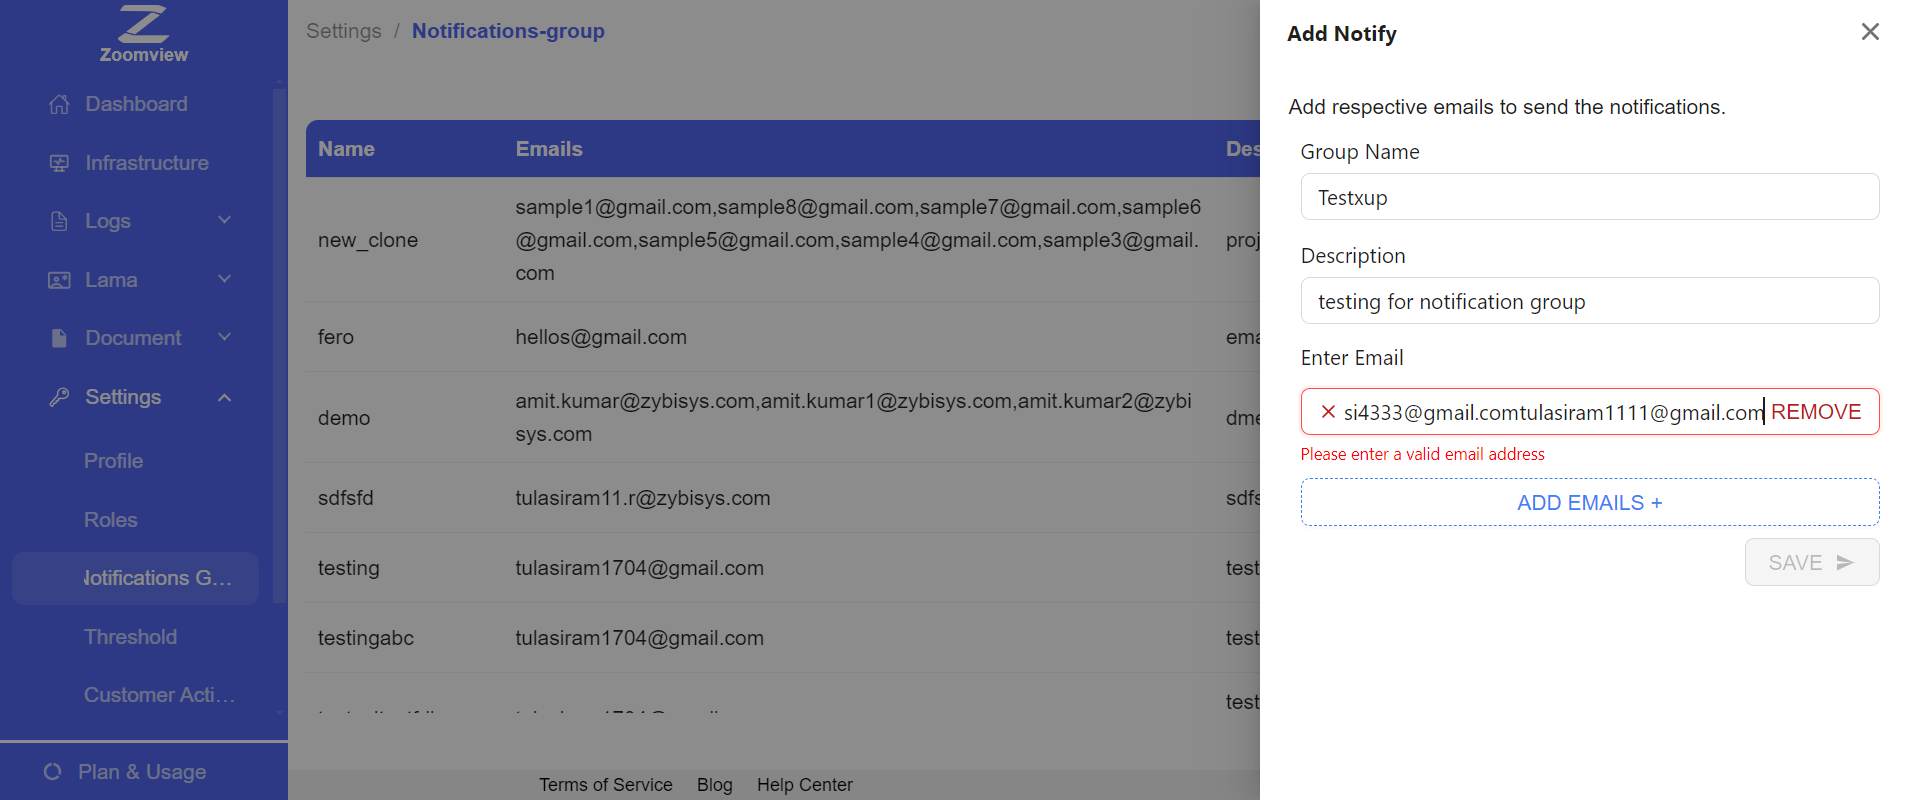 Zoomview
Dashboard
Infrastructure
Logs
Lama
Document
Settings
Profile
Roles
Notifications G...
Threshold
Customer Acti...
Plan & Usage
Settings / Notifications-group
Name Emails Des
new_clone sample1@gmail.com,sample8@gmail.com,sample7@gmail.com,sample6
@gmail.com,sample5@gmail.com,sample4@gmail.com,sample3@gmail.
com proj
fero hellos@gmail.com ema
demo amit.kumar@zybisys.com,amit.kumar1@zybisys.com,amit.kumar2@zybi
sys.com dme
sdfsfd tulasiram11.r@zybisys.com sdfs
testing tulasiram1704@gmail.com test
testingabc tulasiram1704@gmail.com test
test
Terms of Service Blog Help Center
Add Notify
Add respective emails to send the notifications.
Group Name
Testxup
Description
testing for notification group
Enter Email
si4333@gmail.comtulasiram1111@gmail.com REMOVE
Please enter a valid email address
ADD EMAILS +
SAVE